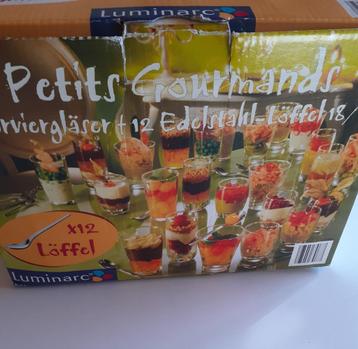 Luminarc
Petits Gourmands
rviergläser + 12 Edelstahl-Löffel 18/
x12
Löffel
Luminarc